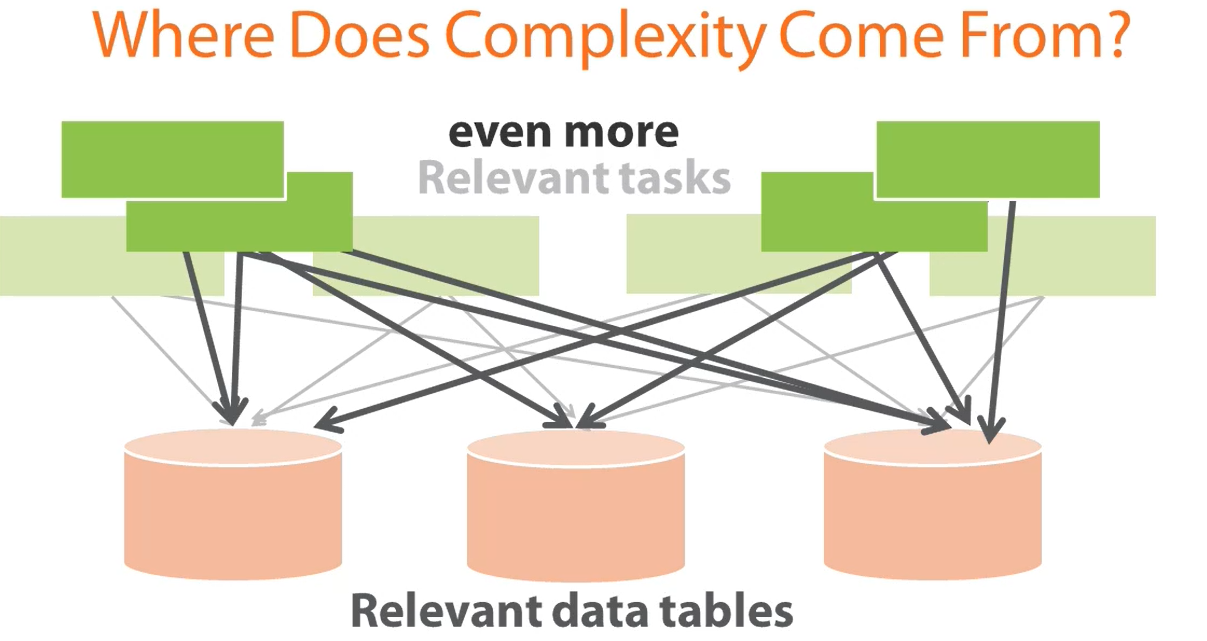 Where Does Complexity Come From?
even more
Relevant tasks
Relevant data tables